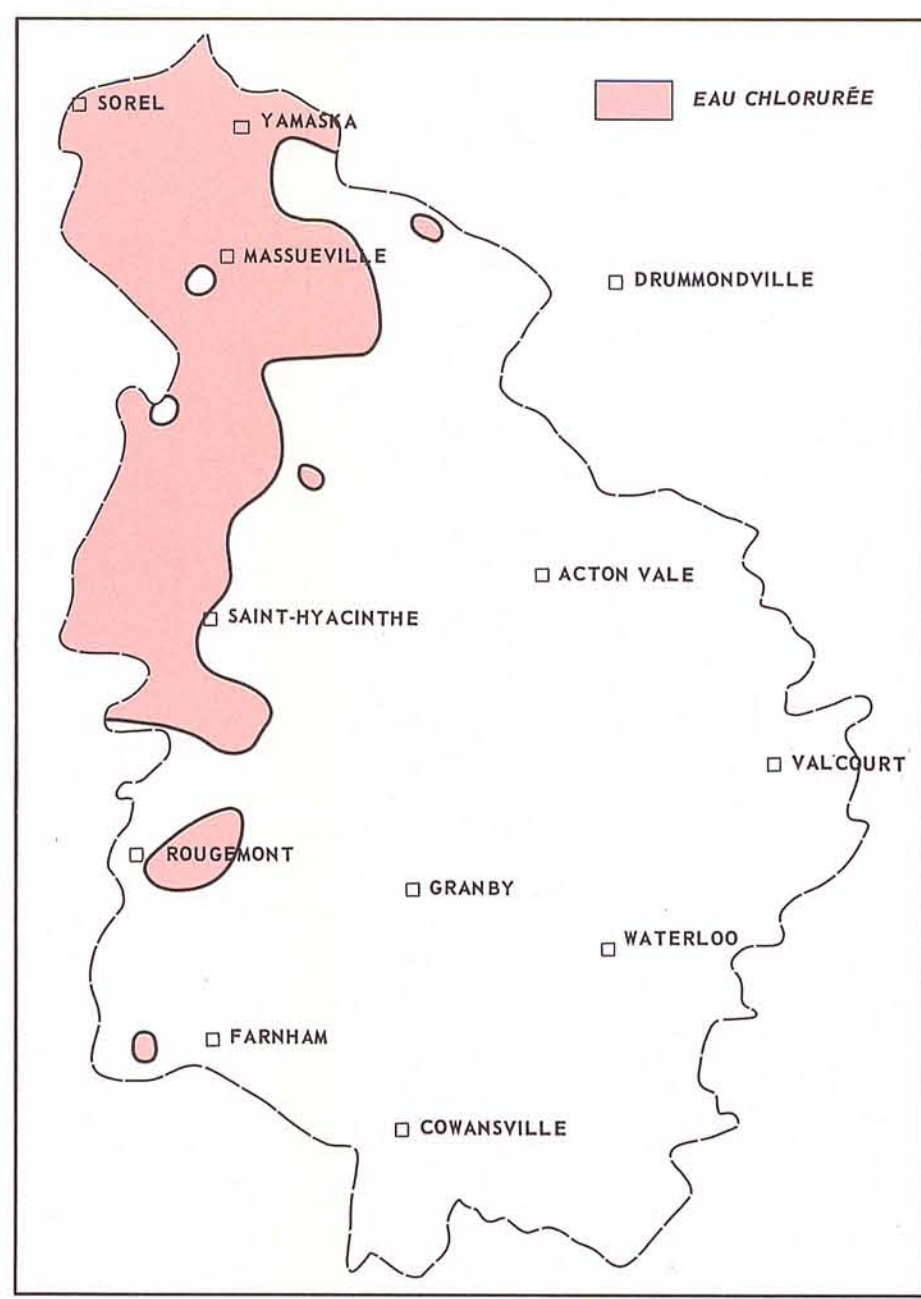 SOREL
EAU CHLORURÉE
YAMASKA
MASSUEVILLE
DRUMMONDVILLE
ACTON VALE
SAINT-HYACINTHE
VALCOURT
ROUGEMONT
GRANBY
WATERLOO
FARNHAM
COWANSVILLE